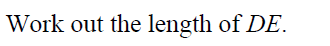 Work out the length of DE.